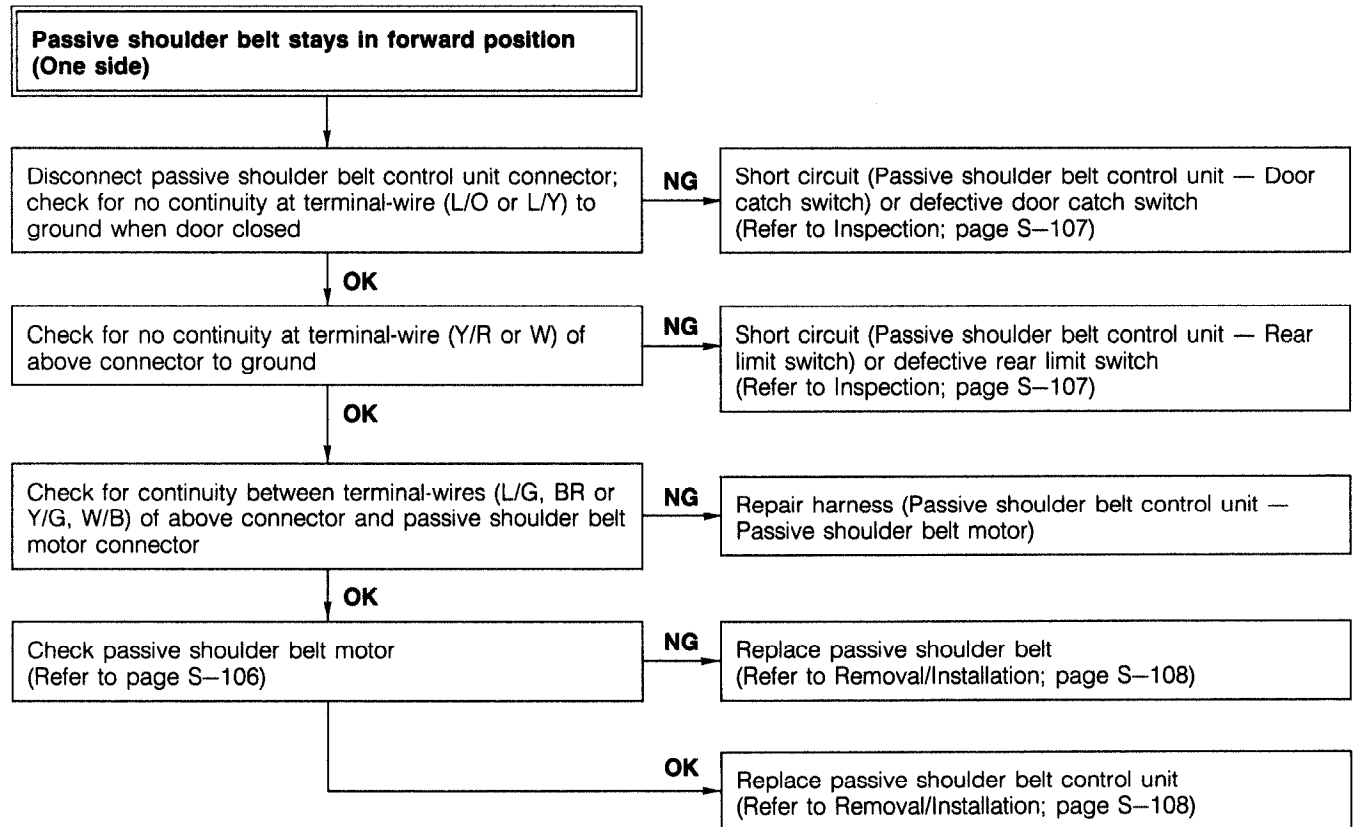 Passive shoulder belt stays in forward position
(One side)
Disconnect passive shoulder belt control unit connector;
check for no continuity at terminal-wire (L/O or L/Y) to
ground when door closed
NG
Short circuit (Passive shoulder belt control unit — Door
catch switch) or defective door catch switch
(Refer to Inspection; page S—107)
OK
Check for no continuity at terminal-wire (Y/R or W) of
above connector to ground
NG
Short circuit (Passive shoulder belt control unit — Rear
limit switch) or defective rear limit switch
(Refer to Inspection; page S—107)
OK
Check for continuity between terminal-wires (L/G, BR or
Y/G, W/B) of above connector and passive shoulder belt
motor connector
NG
Repair harness (Passive shoulder belt control unit —
Passive shoulder belt motor)
OK
Check passive shoulder belt motor
(Refer to page S—106)
NG
Replace passive shoulder belt
(Refer to Removal/Installation; page S—108)
OK
Replace passive shoulder belt control unit
(Refer to Removal/Installation; page S—108)